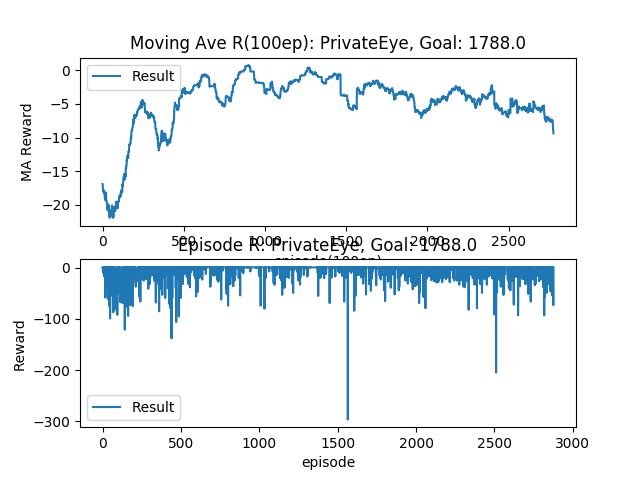 Moving Ave R(100ep): PrivateEye, Goal: 1788.0
0
−5
−10
−15
−20
MA Reward
Result
0 500 1000 1500 2000 2500
episode(100ep)
Episode R: PrivateEye, Goal: 1788.0
0
−100
−200
−300
Reward
Result
0 500 1000 1500 2000 2500 3000
episode